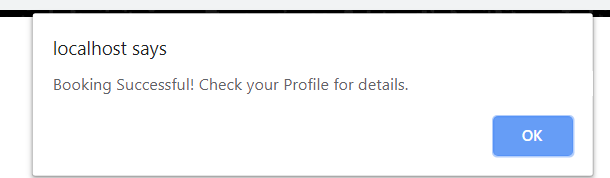 localhost says
Booking Successful! Check your Profile for details.
OK